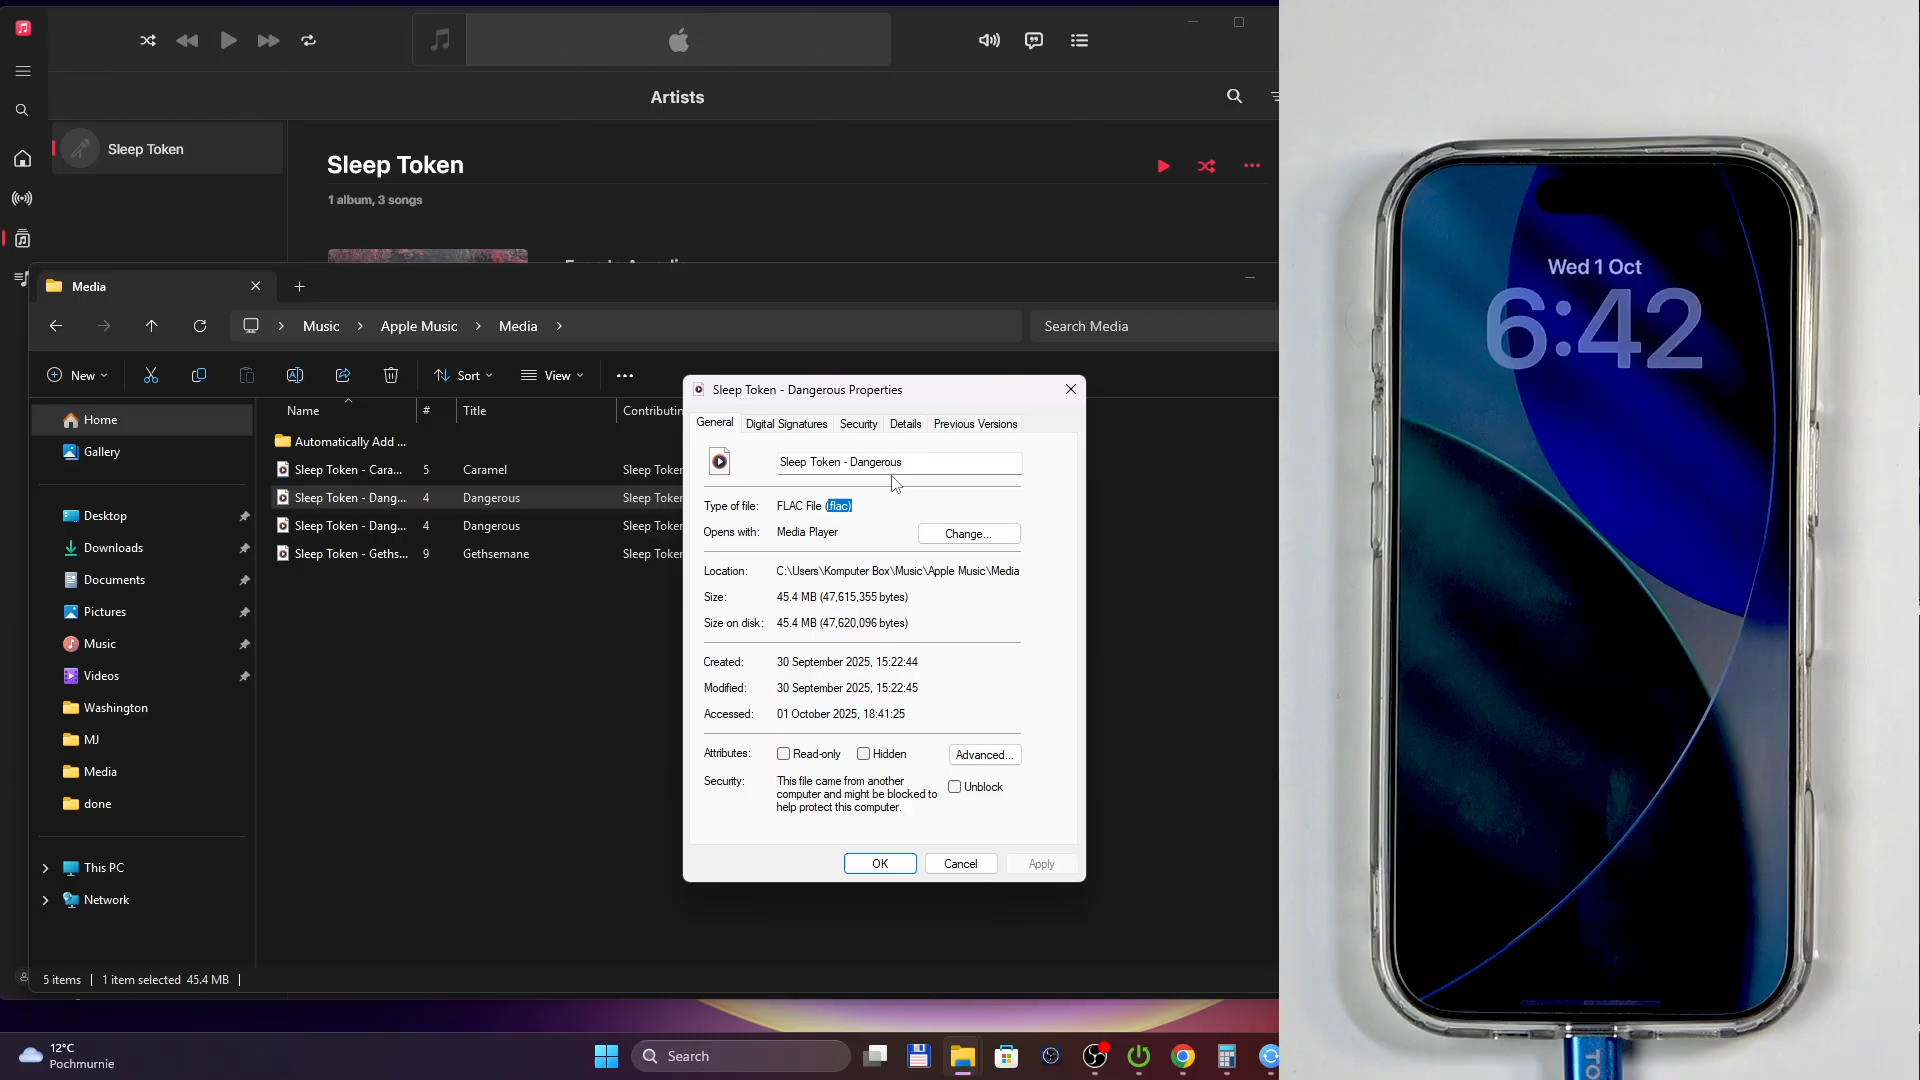 Artists
Sleep Token
Sleep Token
1 album, 3 songs
Media
Music
Apple Music
Media
Search Media
New
Sort
View
Name
#
Title
Contributin
Automatically Add ...
Sleep Token - Cara...
5
Caramel
Sleep Token
Sleep Token - Dang...
4
Dangerous
Sleep Token
Sleep Token - Dang...
4
Dangerous
Sleep Token
Sleep Token - Geths...
9
Gethsemane
Sleep Token
Home
Gallery
Desktop
Downloads
Documents
Pictures
Music
Videos
Washington
MJ
Media
done
This PC
Network
5 items
1 item selected 45.4 MB
Sleep Token - Dangerous Properties
General
Digital Signatures
Security
Details
Previous Versions
Sleep Token - Dangerous
Type of file: FLAC File (.flac)
Opens with: Media Player
Change...
Location: C:\Users\Komputer Box\Music\Apple Music\Media
Size: 45.4 MB (47,615,355 bytes)
Size on disk: 45.4 MB (47,620,096 bytes)
Created: 30 September 2025, 15:22:44
Modified: 30 September 2025, 15:22:45
Accessed: 01 October 2025, 18:41:25
Attributes: Read-only Hidden
Advanced...
Security: This file came from another
computer and might be blocked to
help protect this computer.
Unblock
OK
Cancel
Apply
12°C
Pochmurnie
Search
Wed 1 Oct
6:42
TO